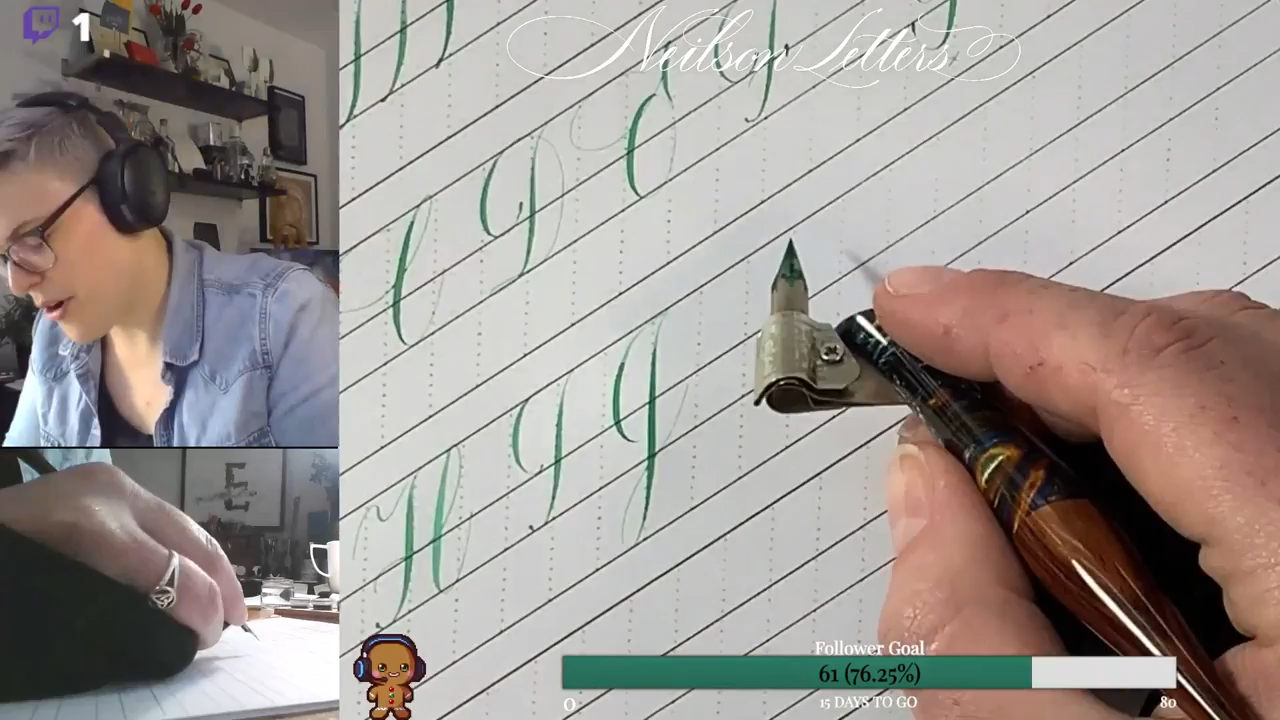 1
Neilson Letters
D C
l D C
H I J
Follower Goal
61 (76.25%)
0 15 DAYS TO GO 80